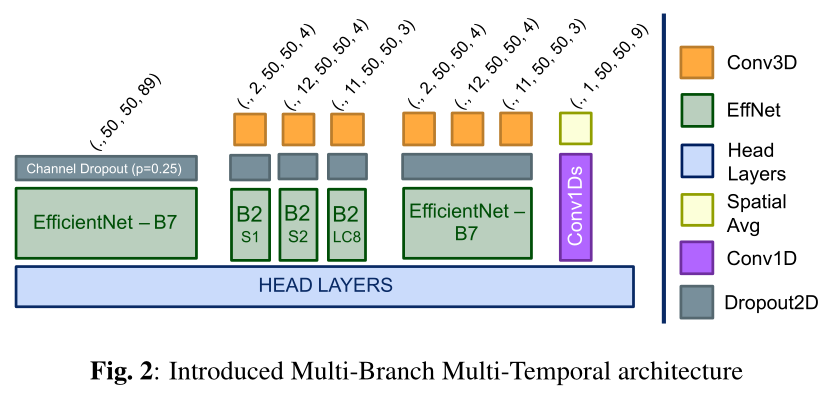 (., 50, 50, 89)
(., 2, 50, 50, 4)
(., 12, 50, 50, 4)
(., 11, 50, 50, 3)
(., 2, 50, 50, 4)
(., 12, 50, 50, 4)
(., 11, 50, 50, 3)
(., 1, 50, 50, 9)
Channel Dropout (p=0.25)
EfficientNet – B7
B2
S1
B2
S2
B2
LC8
EfficientNet –
B7
Conv1Ds
HEAD LAYERS
Conv3D
EffNet
Head
Layers
Spatial
Avg
Conv1D
Dropout2D
Fig. 2: Introduced Multi-Branch Multi-Temporal architecture